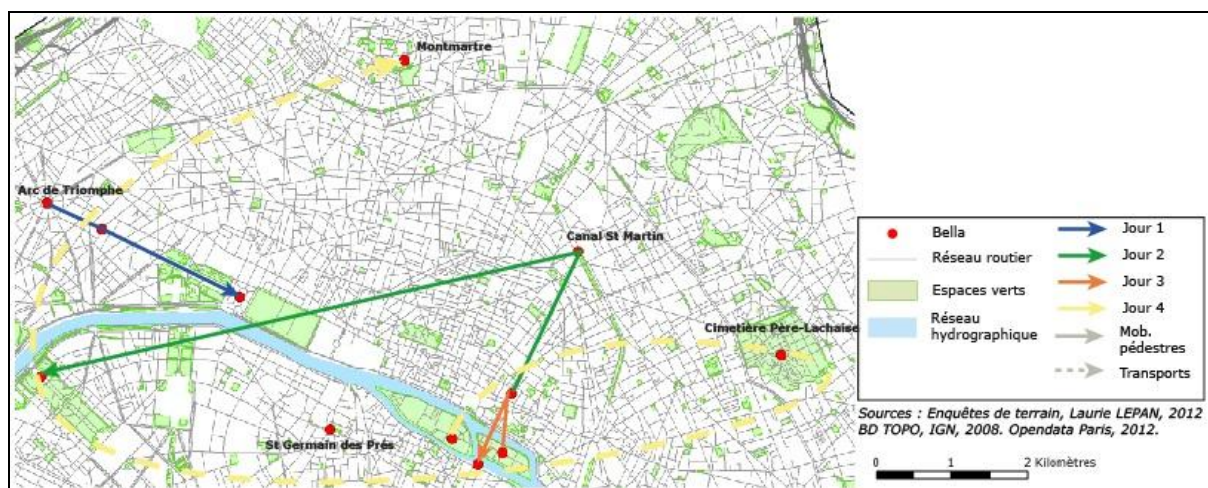 Montmartre
Arc de Triomphe
Canal St Martin
Cimetière Père-Lachaise
St Germain des Prés
Bella
Réseau routier
Espaces verts
Réseau
hydrographique
Jour 1
Jour 2
Jour 3
Jour 4
Mob.
pédestres
Transports
Sources : Enquêtes de terrain, Laurie LEPAN, 2012
BD TOPO, IGN, 2008. Opendata Paris, 2012.
0 1 2 Kilomètres